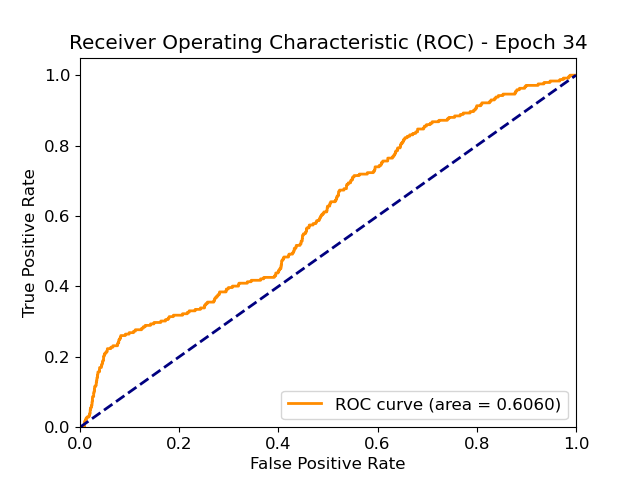 Receiver Operating Characteristic (ROC) - Epoch 34
True Positive Rate
1.0
0.8
0.6
0.4
0.2
0.0
ROC curve (area = 0.6060)
0.0 0.2 0.4 0.6 0.8 1.0
False Positive Rate